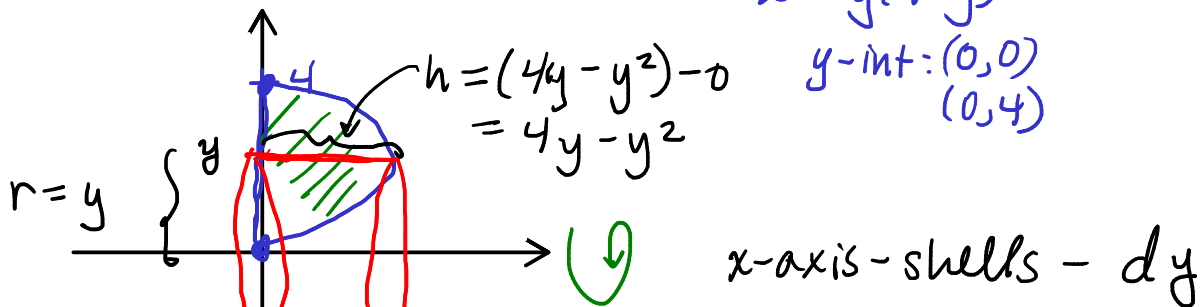 4
h = (4y - y²) - 0
= 4y - y²
y-int: (0,0)
(0,4)
y
r = y
x-axis - shells - dy